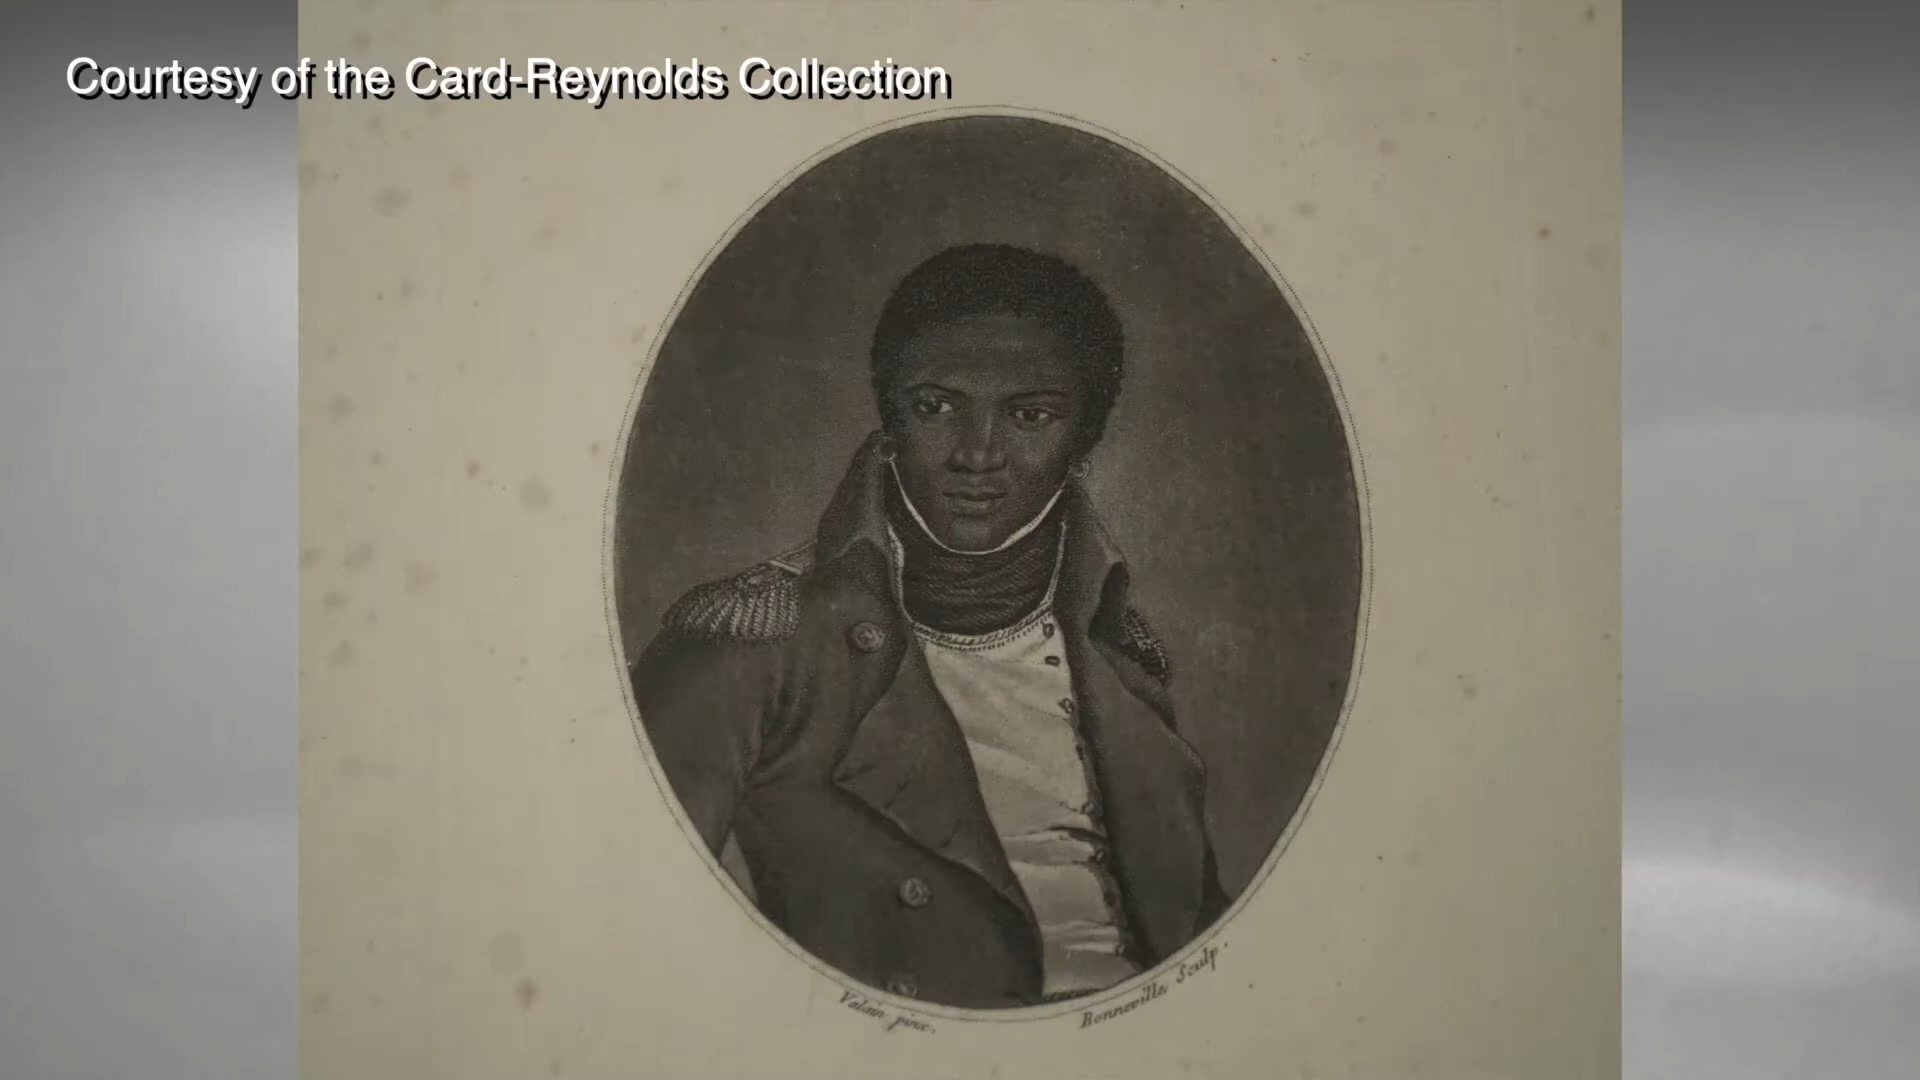 Courtesy of the Card-Reynolds Collection
Valain pinx.
Bonneville Sculp.